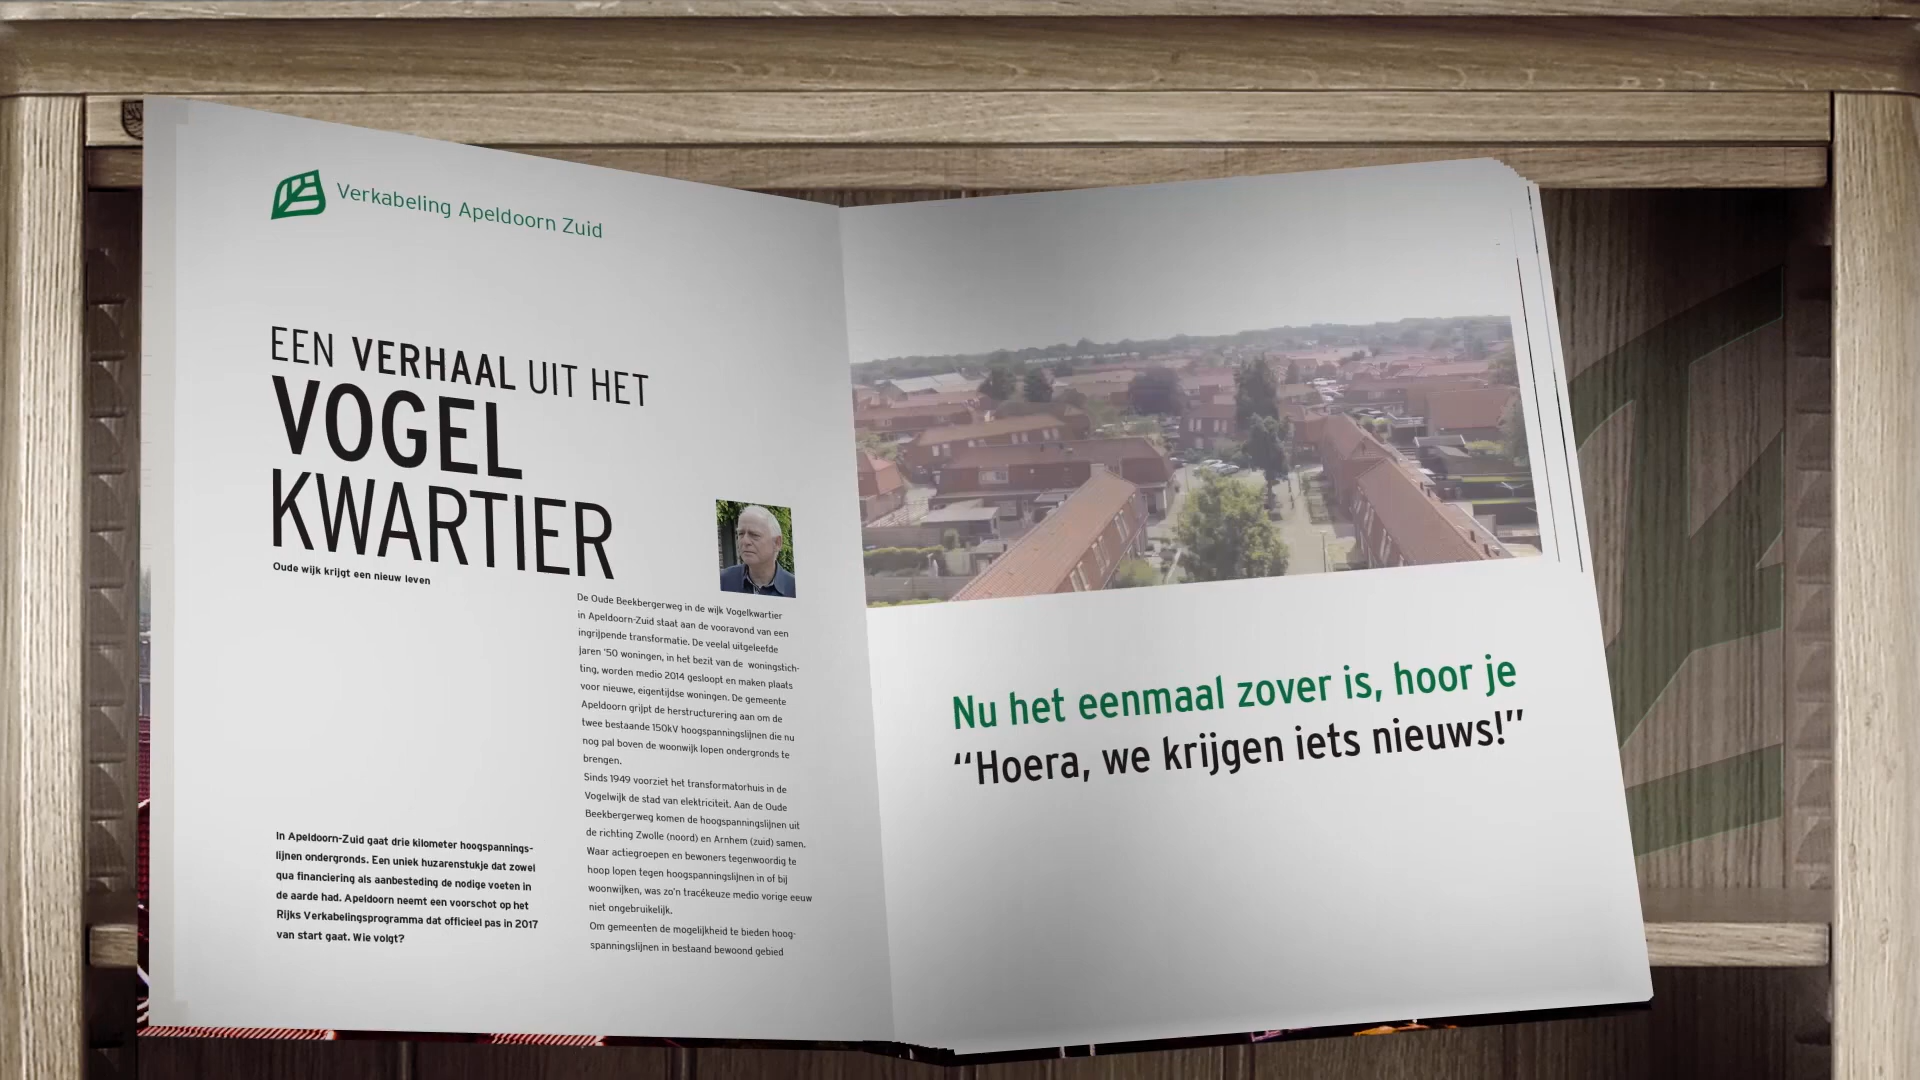 Verkabeling Apeldoorn Zuid
EEN VERHAAL UIT HET
VOGEL
KWARTIER
Oude wijk krijgt een nieuw leven
In Apeldoorn-Zuid gaat drie kilometer hoogspannings-
lijnen ondergronds. Een uniek huzarenstukje dat zowel
qua financiering als aanbesteding de nodige voeten in
de aarde had. Apeldoorn neemt een voorschot op het
Rijks Verkabelingsprogramma dat officieel pas in 2017
van start gaat. Wie volgt?
De Oude Beekbergerweg in de wijk Vogelkwartier
in Apeldoorn-Zuid staat aan de vooravond van een
ingrijpende transformatie. De veelal uitgeleefde
jaren '50 woningen, in het bezit van de woningstich-
ting, worden medio 2014 gesloopt en maken plaats
voor nieuwe, eigentijdse woningen. De gemeente
Apeldoorn grijpt de herstructurering aan om de
twee bestaande 150kV hoogspanningslijnen die nu
nog pal boven de woonwijk lopen ondergronds te
brengen.
Sinds 1949 voorziet het transformatorhuis in de
Vogelwijk de stad van elektriciteit. Aan de Oude
Beekbergerweg komen de hoogspanningslijnen uit
de richting Zwolle (noord) en Arnhem (zuid) samen.
Waar actiegroepen en bewoners tegenwoordig te
hoop lopen tegen hoogspanningslijnen in of bij
woonwijken, was zo'n tracékeuze medio vorige eeuw
niet ongebruikelijk.
Om gemeenten de mogelijkheid te bieden hoog-
spanningslijnen in bestaand bewoond gebied
Nu het eenmaal zover is, hoor je
“Hoera, we krijgen iets nieuws!”